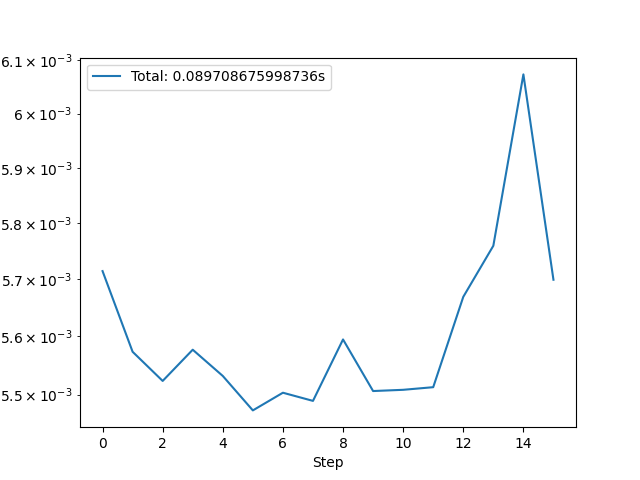 6.1 × 10⁻³
Total: 0.089708675998736s
6 × 10⁻³
5.9 × 10⁻³
5.8 × 10⁻³
5.7 × 10⁻³
5.6 × 10⁻³
5.5 × 10⁻³
0 2 4 6 8 10 12 14
Step